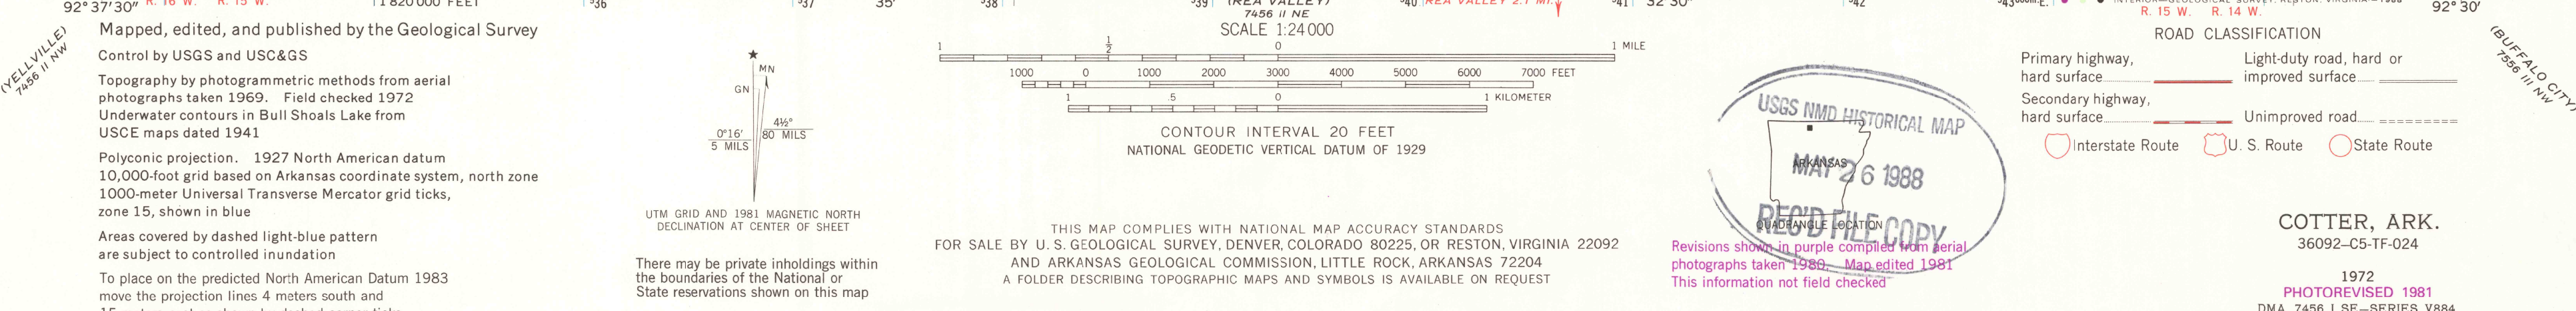 92°37'30"
R. 16 W. R. 15 W.
1 820 000 FEET
36
37
35'
38
39
(REA VALLEY)
7456 II NE
40
(REA VALLEY 2.1 MI.
41
32'30"
42
43000m.E.
INTERIOR—GEOLOGICAL SURVEY, RESTON, VIRGINIA—1988
R. 15 W. R. 14 W.
92°30'
(YELLVILLE)
7456 II NW
Mapped, edited, and published by the Geological Survey
Control by USGS and USC&GS
Topography by photogrammetric methods from aerial
photographs taken 1969. Field checked 1972
Underwater contours in Bull Shoals Lake from
USCE maps dated 1941
Polyconic projection. 1927 North American datum
10,000-foot grid based on Arkansas coordinate system, north zone
1000-meter Universal Transverse Mercator grid ticks,
zone 15, shown in blue
Areas covered by dashed light-blue pattern
are subject to controlled inundation
To place on the predicted North American Datum 1983
move the projection lines 4 meters south and
★
MN
GN
0°16'
5 MILS
4½°
80 MILS
UTM GRID AND 1981 MAGNETIC NORTH
DECLINATION AT CENTER OF SHEET
There may be private inholdings within
the boundaries of the National or
State reservations shown on this map
SCALE 1:24 000
1 ½ 0 1 MILE
1000 0 1000 2000 3000 4000 5000 6000 7000 FEET
1 .5 0 1 KILOMETER
CONTOUR INTERVAL 20 FEET
NATIONAL GEODETIC VERTICAL DATUM OF 1929
THIS MAP COMPLIES WITH NATIONAL MAP ACCURACY STANDARDS
FOR SALE BY U. S. GEOLOGICAL SURVEY, DENVER, COLORADO 80225, OR RESTON, VIRGINIA 22092
AND ARKANSAS GEOLOGICAL COMMISSION, LITTLE ROCK, ARKANSAS 72204
A FOLDER DESCRIBING TOPOGRAPHIC MAPS AND SYMBOLS IS AVAILABLE ON REQUEST
USGS NMD HISTORICAL MAP
ARKANSAS
MAY 26 1988
REC'D FILE COPY
QUADRANGLE LOCATION
Revisions shown in purple compiled from aerial
photographs taken 1980. Map edited 1981
This information not field checked
ROAD CLASSIFICATION
Primary highway,
hard surface
Light-duty road, hard or
improved surface
Secondary highway,
hard surface
Unimproved road
Interstate Route
U. S. Route
State Route
(BUFFALO CITY)
7556 III NW
COTTER, ARK.
36092–C5-TF-024
1972
PHOTOREVISED 1981
DMA 7456 I SE–SERIES V884